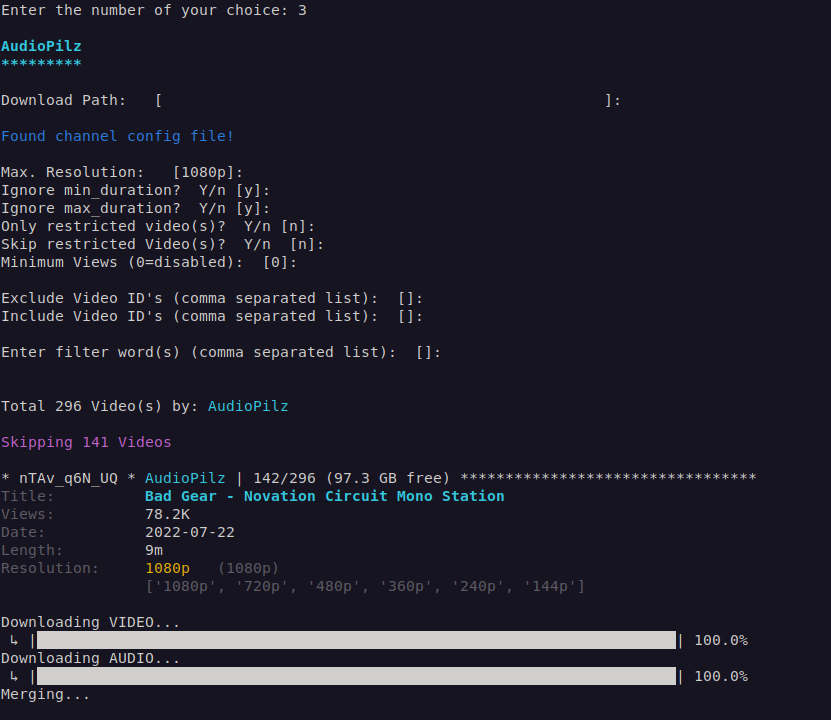 Enter the number of your choice: 3
AudioPilz
*********
Download Path:   [                                                 ]:
Found channel config file!
Max. Resolution:   [1080p]:
Ignore min_duration?  Y/n [y]:
Ignore max_duration?  Y/n [y]:
Only restricted video(s)?  Y/n [n]:
Skip restricted Video(s)?  Y/n  [n]:
Minimum Views (0=disabled):  [0]:
Exclude Video ID's (comma separated list):  []:
Include Video ID's (comma separated list):  []:
Enter filter word(s) (comma separated list):  []:
Total 296 Video(s) by: AudioPilz
Skipping 141 Videos
* nTAv_q6N_UQ * AudioPilz | 142/296 (97.3 GB free) *********************************
Title:          Bad Gear - Novation Circuit Mono Station
Views:          78.2K
Date:           2022-07-22
Length:         9m
Resolution:     1080p   (1080p)
                ['1080p', '720p', '480p', '360p', '240p', '144p']
Downloading VIDEO...
 ↳ |███████████████████████████████████████████████████████████████████████| 100.0%
Downloading AUDIO...
 ↳ |███████████████████████████████████████████████████████████████████████| 100.0%
Merging...